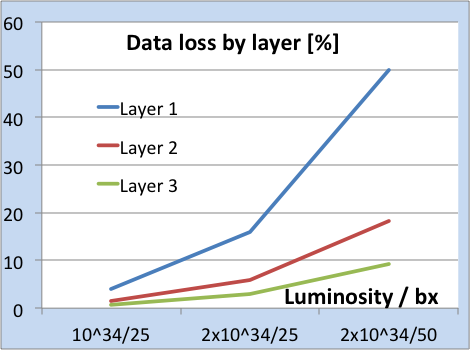 60
Data loss by layer [%]
50
Layer 1
40
30
Layer 2
Layer 3
20
10
Luminosity / bx
0
10^34/25
2x10^34/25
2x10^34/50